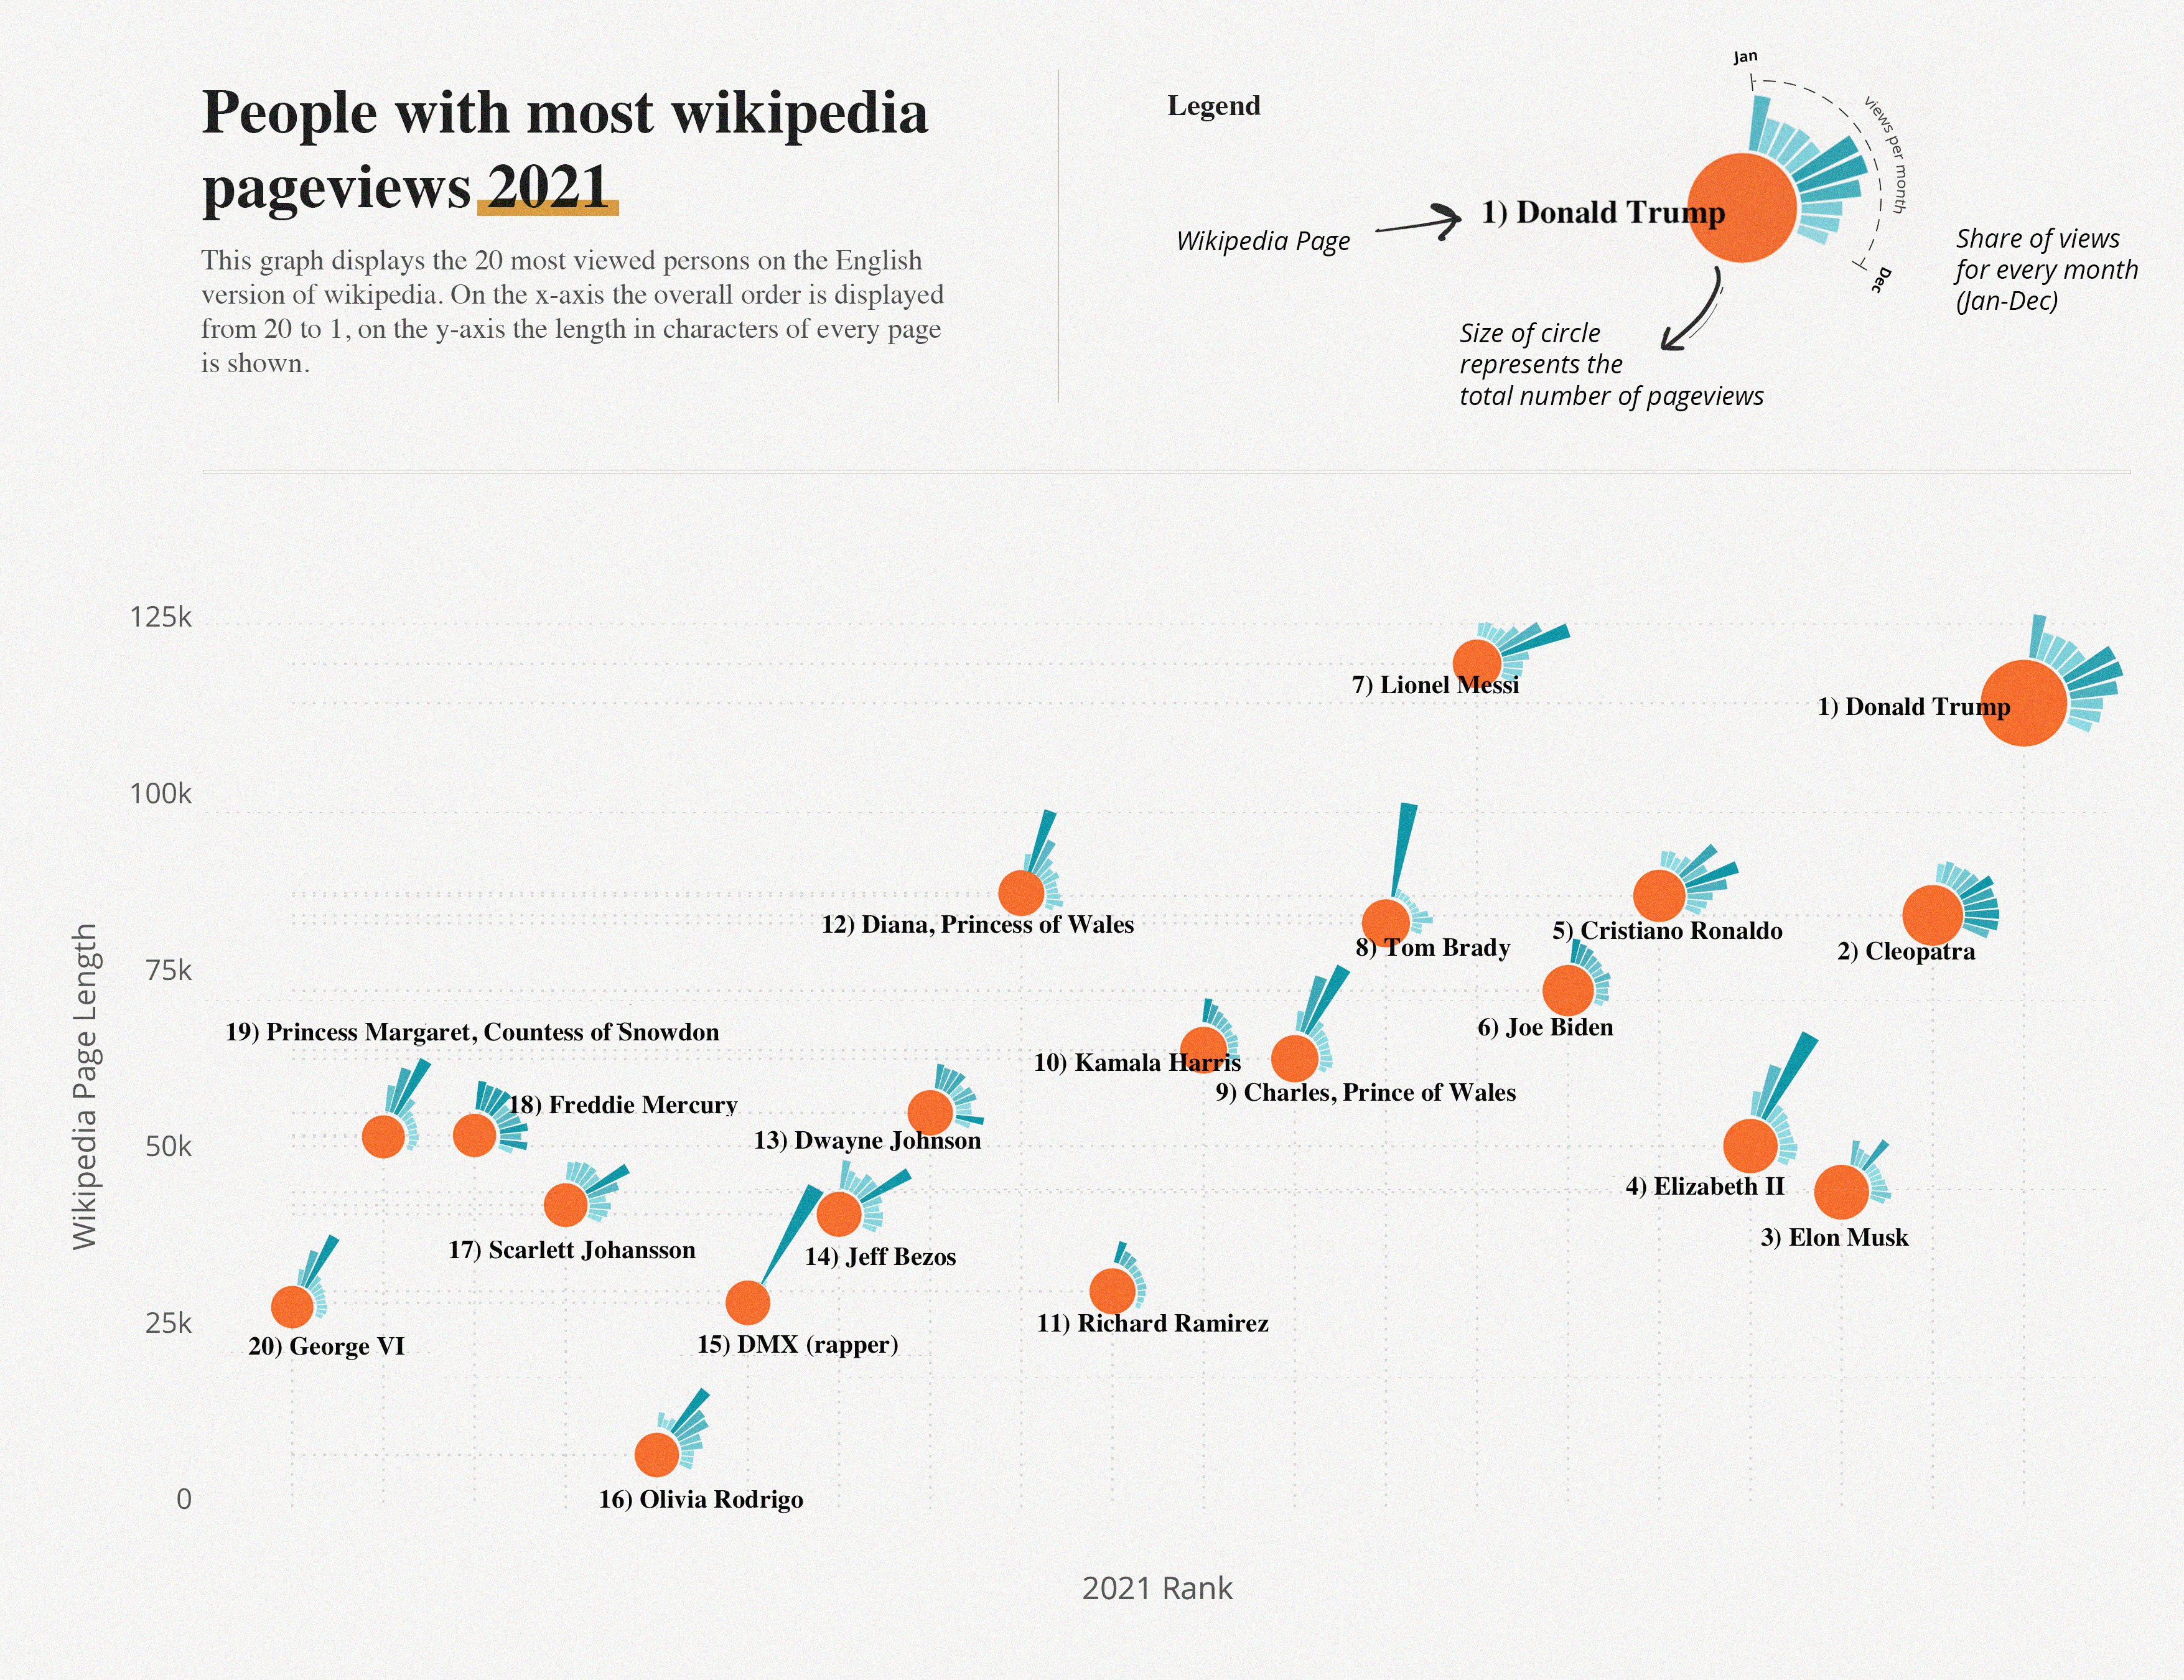 People with most wikipedia
pageviews 2021
This graph displays the 20 most viewed persons on the English
version of wikipedia. On the x-axis the overall order is displayed
from 20 to 1, on the y-axis the length in characters of every page
is shown.
Legend
Jan
views per month
Dec
Wikipedia Page
1) Donald Trump
Share of views
for every month
(Jan-Dec)
Size of circle
represents the
total number of pageviews
125k
100k
75k
50k
25k
0
Wikipedia Page Length
7) Lionel Messi
1) Donald Trump
12) Diana, Princess of Wales
8) Tom Brady
5) Cristiano Ronaldo
2) Cleopatra
19) Princess Margaret, Countess of Snowdon
6) Joe Biden
10) Kamala Harris
9) Charles, Prince of Wales
18) Freddie Mercury
13) Dwayne Johnson
4) Elizabeth II
3) Elon Musk
17) Scarlett Johansson
14) Jeff Bezos
11) Richard Ramirez
20) George VI
15) DMX (rapper)
16) Olivia Rodrigo
2021 Rank